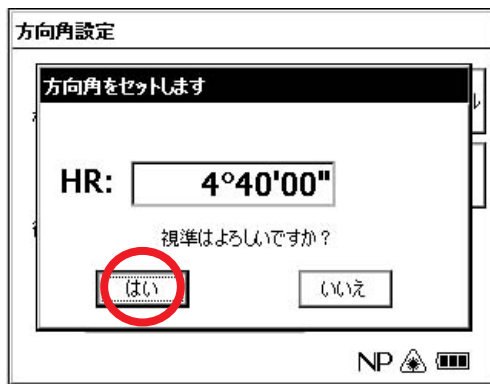 方向角設定
方向角をセットします
HR: 4°40'00"
視準はよろしいですか？
はい いいえ
NP